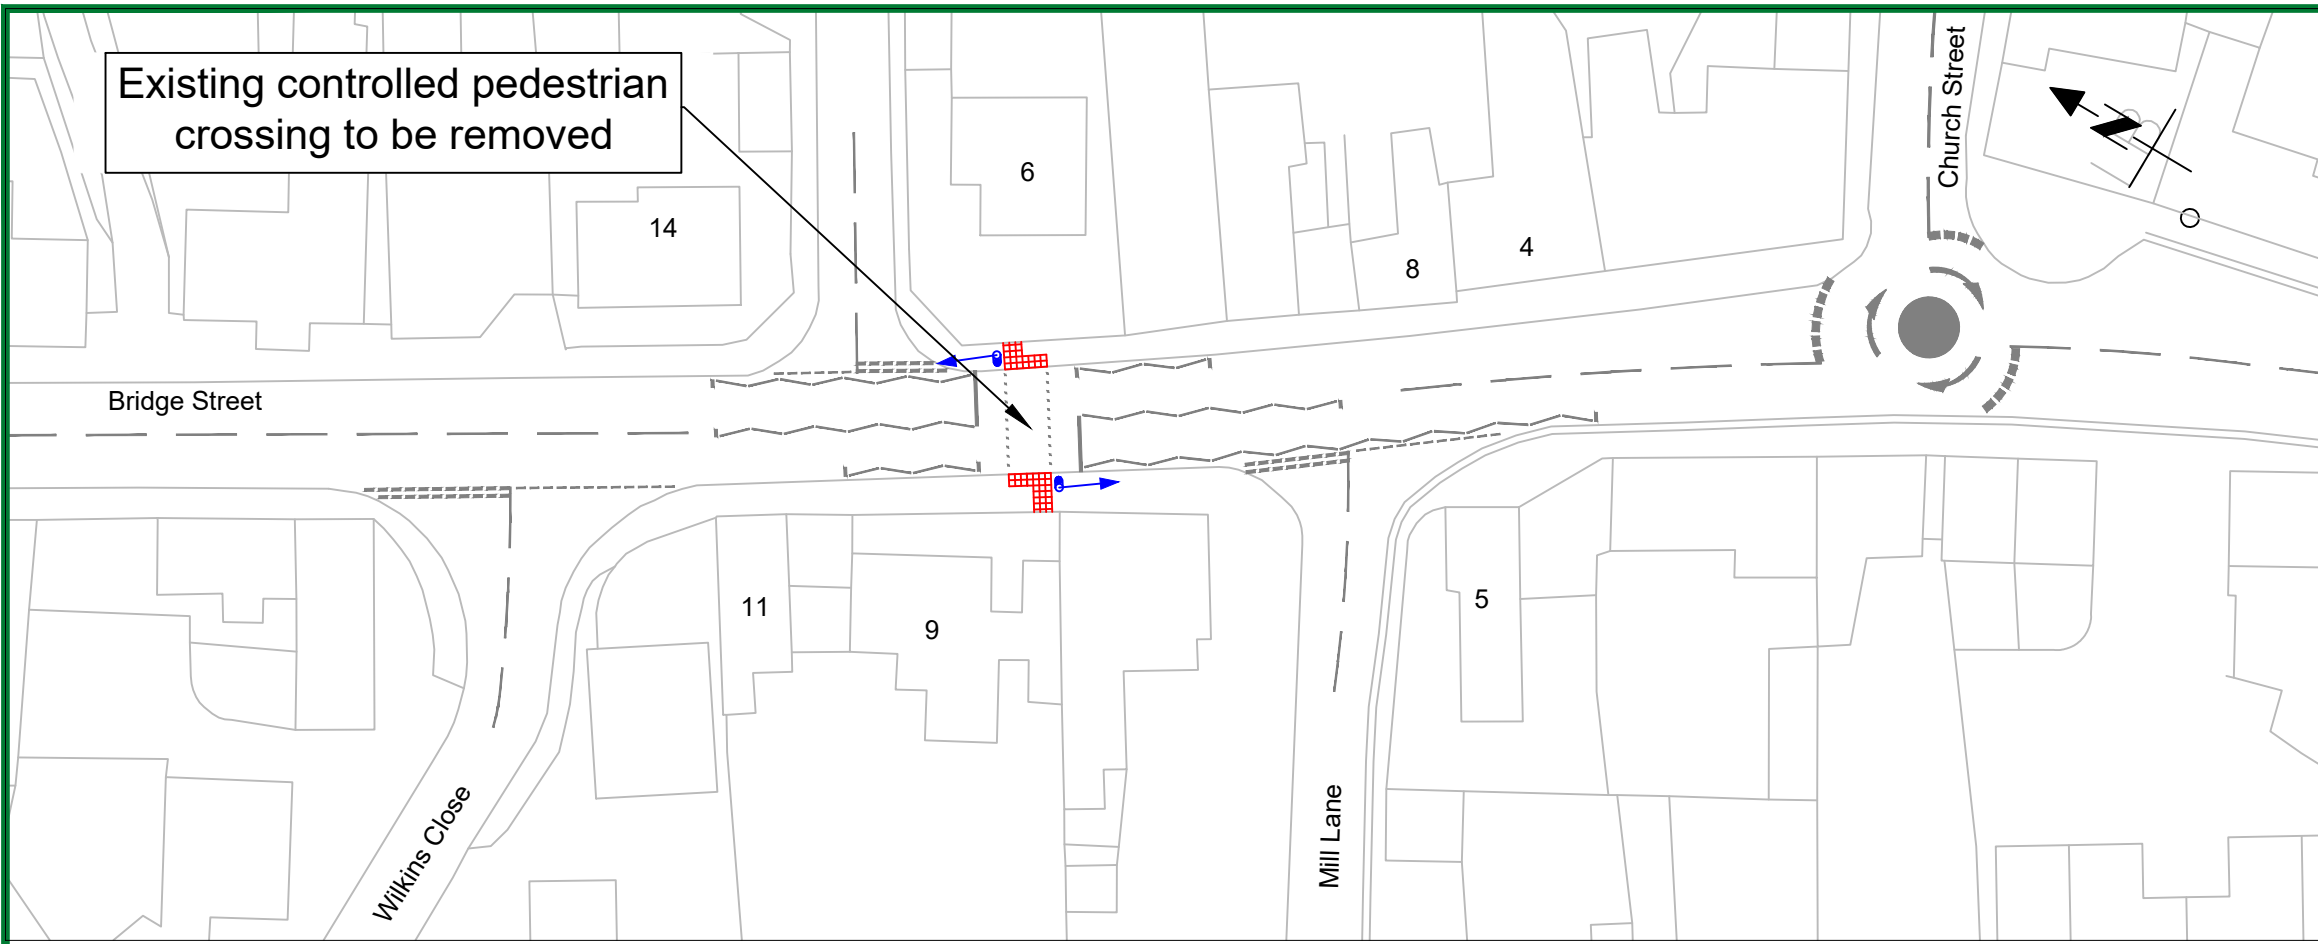 Existing controlled pedestrian
crossing to be removed
Church Street
N
6
14
8
4
Bridge Street
11
9
5
Wilkins Close
Mill Lane